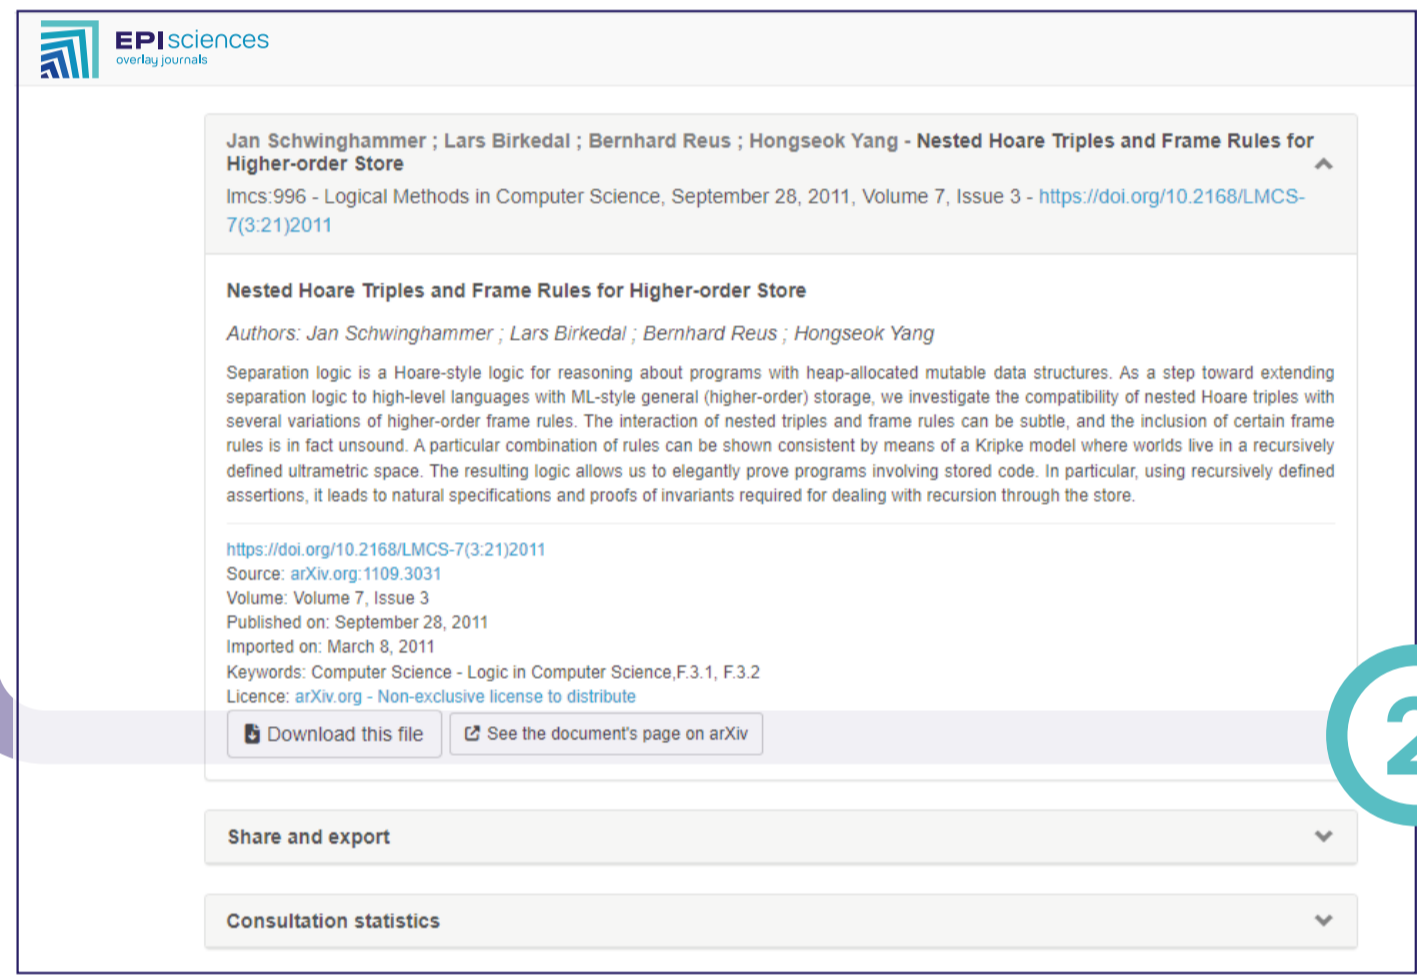 EPIsciences
overlay journals
Jan Schwinghammer ; Lars Birkedal ; Bernhard Reus ; Hongseok Yang - Nested Hoare Triples and Frame Rules for
Higher-order Store
lmcs:996 - Logical Methods in Computer Science, September 28, 2011, Volume 7, Issue 3 - https://doi.org/10.2168/LMCS-
7(3:21)2011
Nested Hoare Triples and Frame Rules for Higher-order Store
Authors: Jan Schwinghammer ; Lars Birkedal ; Bernhard Reus ; Hongseok Yang
Separation logic is a Hoare-style logic for reasoning about programs with heap-allocated mutable data structures. As a step toward extending
separation logic to high-level languages with ML-style general (higher-order) storage, we investigate the compatibility of nested Hoare triples with
several variations of higher-order frame rules. The interaction of nested triples and frame rules can be subtle, and the inclusion of certain frame
rules is in fact unsound. A particular combination of rules can be shown consistent by means of a Kripke model where worlds live in a recursively
defined ultrametric space. The resulting logic allows us to elegantly prove programs involving stored code. In particular, using recursively defined
assertions, it leads to natural specifications and proofs of invariants required for dealing with recursion through the store.
https://doi.org/10.2168/LMCS-7(3:21)2011
Source: arXiv.org:1109.3031
Volume: Volume 7, Issue 3
Published on: September 28, 2011
Imported on: March 8, 2011
Keywords: Computer Science - Logic in Computer Science,F.3.1, F.3.2
Licence: arXiv.org - Non-exclusive license to distribute
Download this file
See the document's page on arXiv
2
Share and export
Consultation statistics